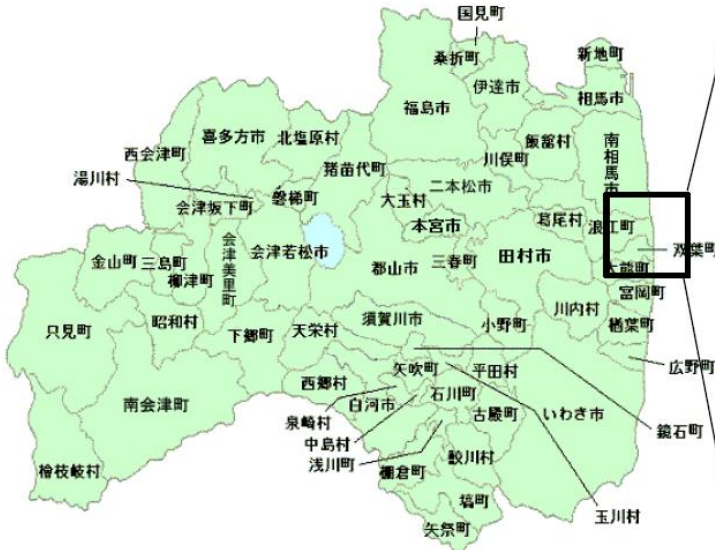 国見町
桑折町
新地町
伊達市
相馬市
福島市
喜多方市
北塩原村
飯舘村
南相馬市
西会津町
川俣町
猪苗代町
湯川村
二本松市
磐梯町
大玉村
会津坂下町
葛尾村
浪江町
本宮市
会津若松市
会津美里町
双葉町
田村市
金山町
三島町
郡山市
三春町
大熊町
柳津町
富岡町
川内村
昭和村
須賀川市
小野町
楢葉町
只見町
下郷町
天栄村
広野町
矢吹町
平田村
西郷村
石川町
南会津町
白河市
古殿町
いわき市
泉崎村
鏡石町
中島村
浅川町
鮫川村
檜枝岐村
棚倉町
塙町
玉川村
矢祭町